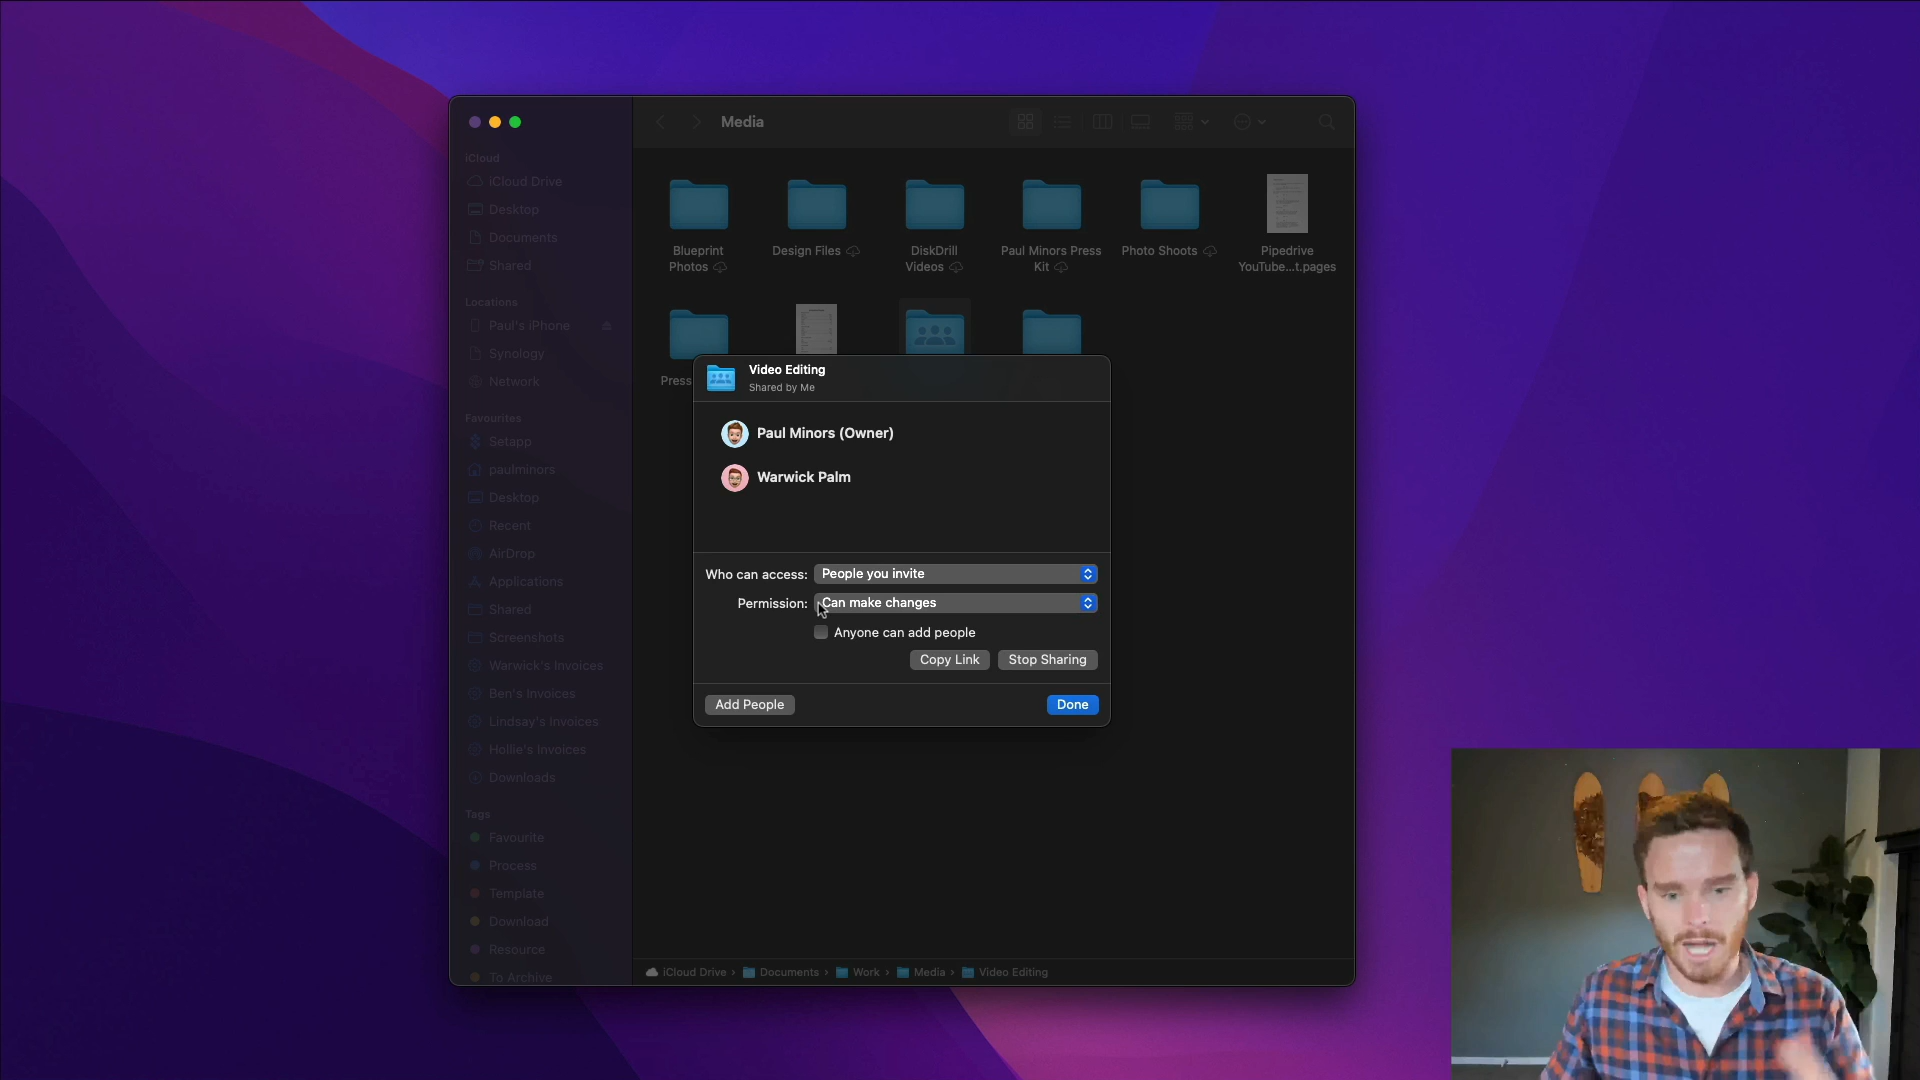 Media
iCloud
iCloud Drive
Desktop
Documents
Shared
Locations
Paul's iPhone
Synology
Network
Favourites
Setapp
paulminors
Desktop
Recent
AirDrop
Applications
Shared
Screenshots
Warwick's Invoices
Ben's Invoices
Lindsay's Invoices
Hollie's Invoices
Downloads
Tags
Favourite
Process
Template
Download
Resource
To Archive
Blueprint
Photos
Design Files
DiskDrill
Videos
Paul Minors Press
Kit
Photo Shoots
Pipedrive
YouTube...t.pages
Press
Video Editing
Shared by Me
Paul Minors (Owner)
Warwick Palm
Who can access: People you invite
Permission: Can make changes
Anyone can add people
Copy Link Stop Sharing
Add People Done
iCloud Drive › Documents › Work › Media › Video Editing